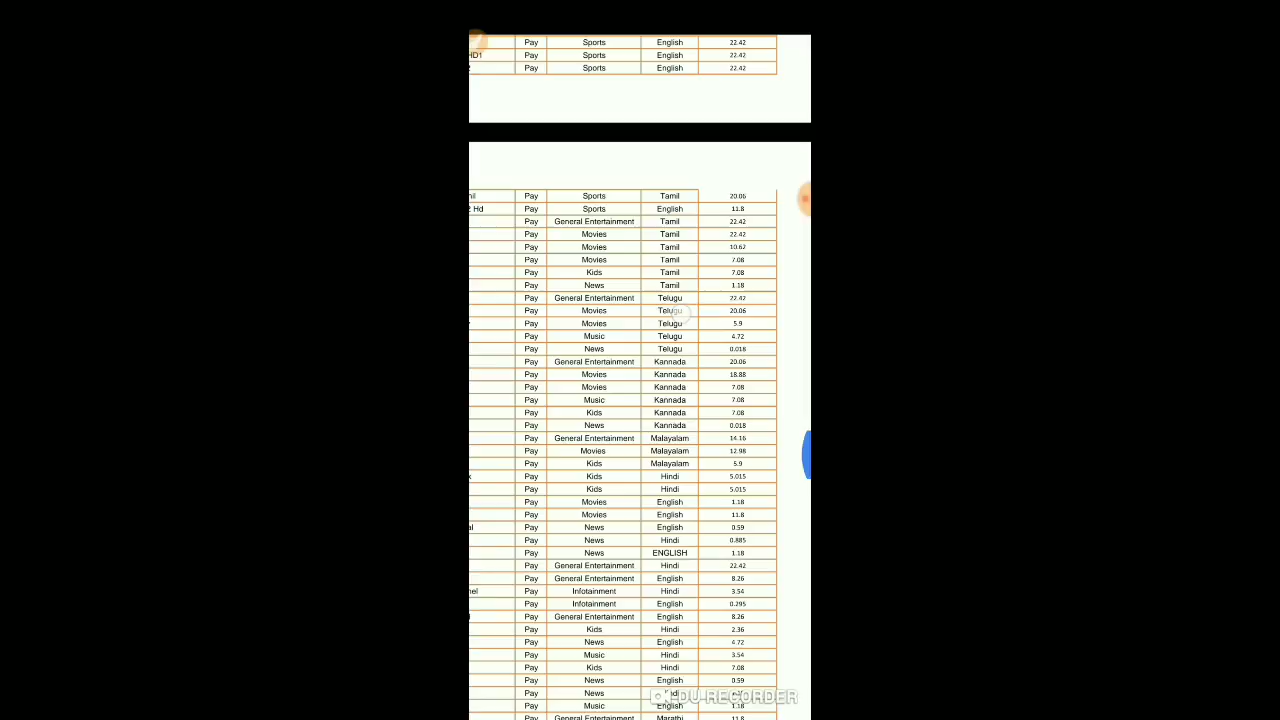 Pay Sports English 22.42
HD1 Pay Sports English 22.42
Pay Sports English 22.42
Pay Sports Tamil 20.06
2 Hd Pay Sports English 11.8
Pay General Entertainment Tamil 22.42
Pay Movies Tamil 22.42
Pay Movies Tamil 10.62
Pay Movies Tamil 7.08
Pay Kids Tamil 7.08
Pay News Tamil 1.18
Pay General Entertainment Telugu 22.42
Pay Movies Telugu 20.06
Pay Movies Telugu 5.9
Pay Music Telugu 4.72
Pay News Telugu 0.018
Pay General Entertainment Kannada 20.06
Pay Movies Kannada 18.88
Pay Movies Kannada 7.08
Pay Music Kannada 7.08
Pay Kids Kannada 7.08
Pay News Kannada 0.018
Pay General Entertainment Malayalam 14.16
Pay Movies Malayalam 12.98
Pay Kids Malayalam 5.9
x Pay Kids Hindi 5.015
Pay Kids Hindi 5.015
Pay Movies English 1.18
Pay Movies English 11.8
al Pay News English 0.59
Pay News Hindi 0.885
Pay News ENGLISH 1.18
Pay General Entertainment Hindi 22.42
Pay General Entertainment English 8.26
nel Pay Infotainment Hindi 3.54
Pay Infotainment English 0.295
Pay General Entertainment English 8.26
Pay Kids Hindi 2.36
Pay News English 4.72
Pay Music Hindi 3.54
Pay Kids Hindi 7.08
Pay News English 0.59
Pay News
DU RECORDER
Pay Music English 1.18
Pay General Entertainment Marathi 11.8